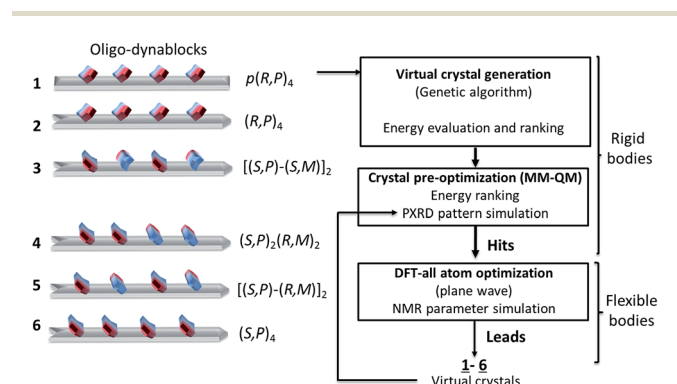 Oligo-dynablocks
1 p(R,P)₄
2 (R,P)₄
3 [(S,P)-(S,M)]₂
4 (S,P)₂(R,M)₂
5 [(S,P)-(R,M)]₂
6 (S,P)₄
Virtual crystal generation
(Genetic algorithm)
Energy evaluation and ranking
Crystal pre-optimization (MM-QM)
Energy ranking
PXRD pattern simulation
Hits
DFT-all atom optimization
(plane wave)
NMR parameter simulation
Leads
1- 6
Virtual crystals
Rigid
bodies
Flexible
bodies